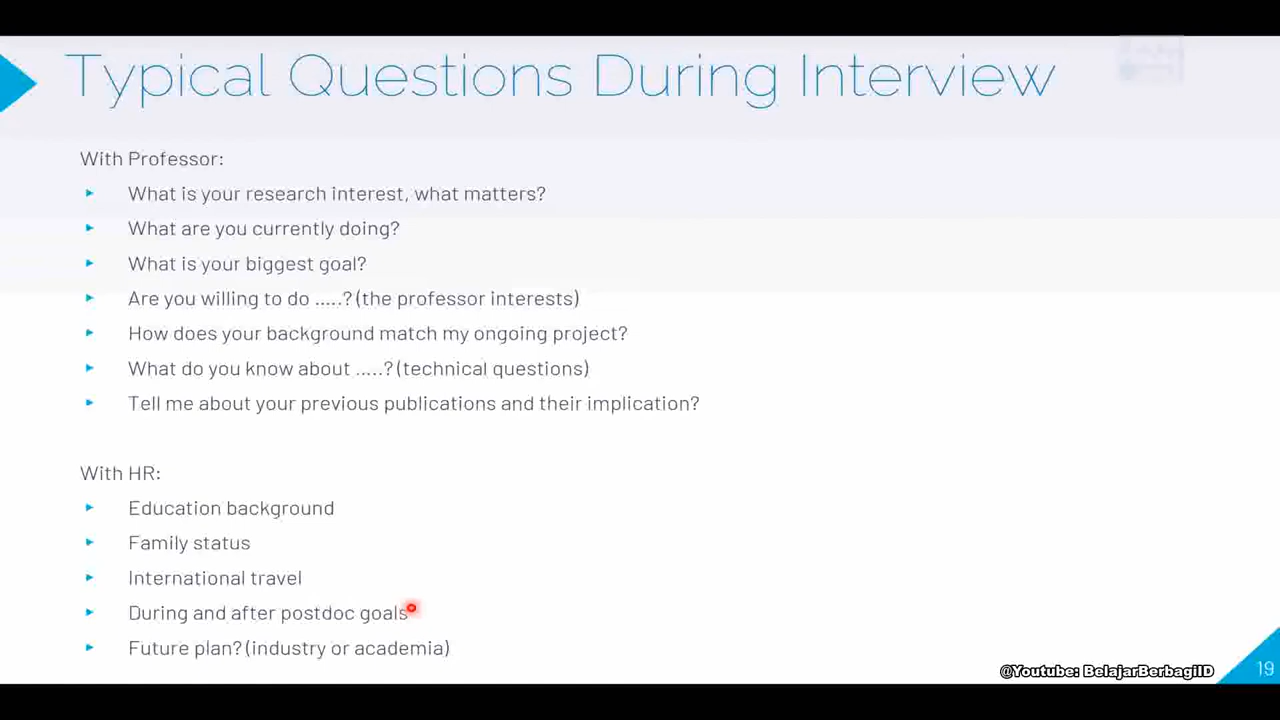 Typical Questions During Interview
With Professor:
What is your research interest, what matters?
What are you currently doing?
What is your biggest goal?
Are you willing to do .....? (the professor interests)
How does your background match my ongoing project?
What do you know about .....? (technical questions)
Tell me about your previous publications and their implication?
With HR:
Education background
Family status
International travel
During and after postdoc goals
Future plan? (industry or academia)
@Youtube: BelajarBerbagiID
19